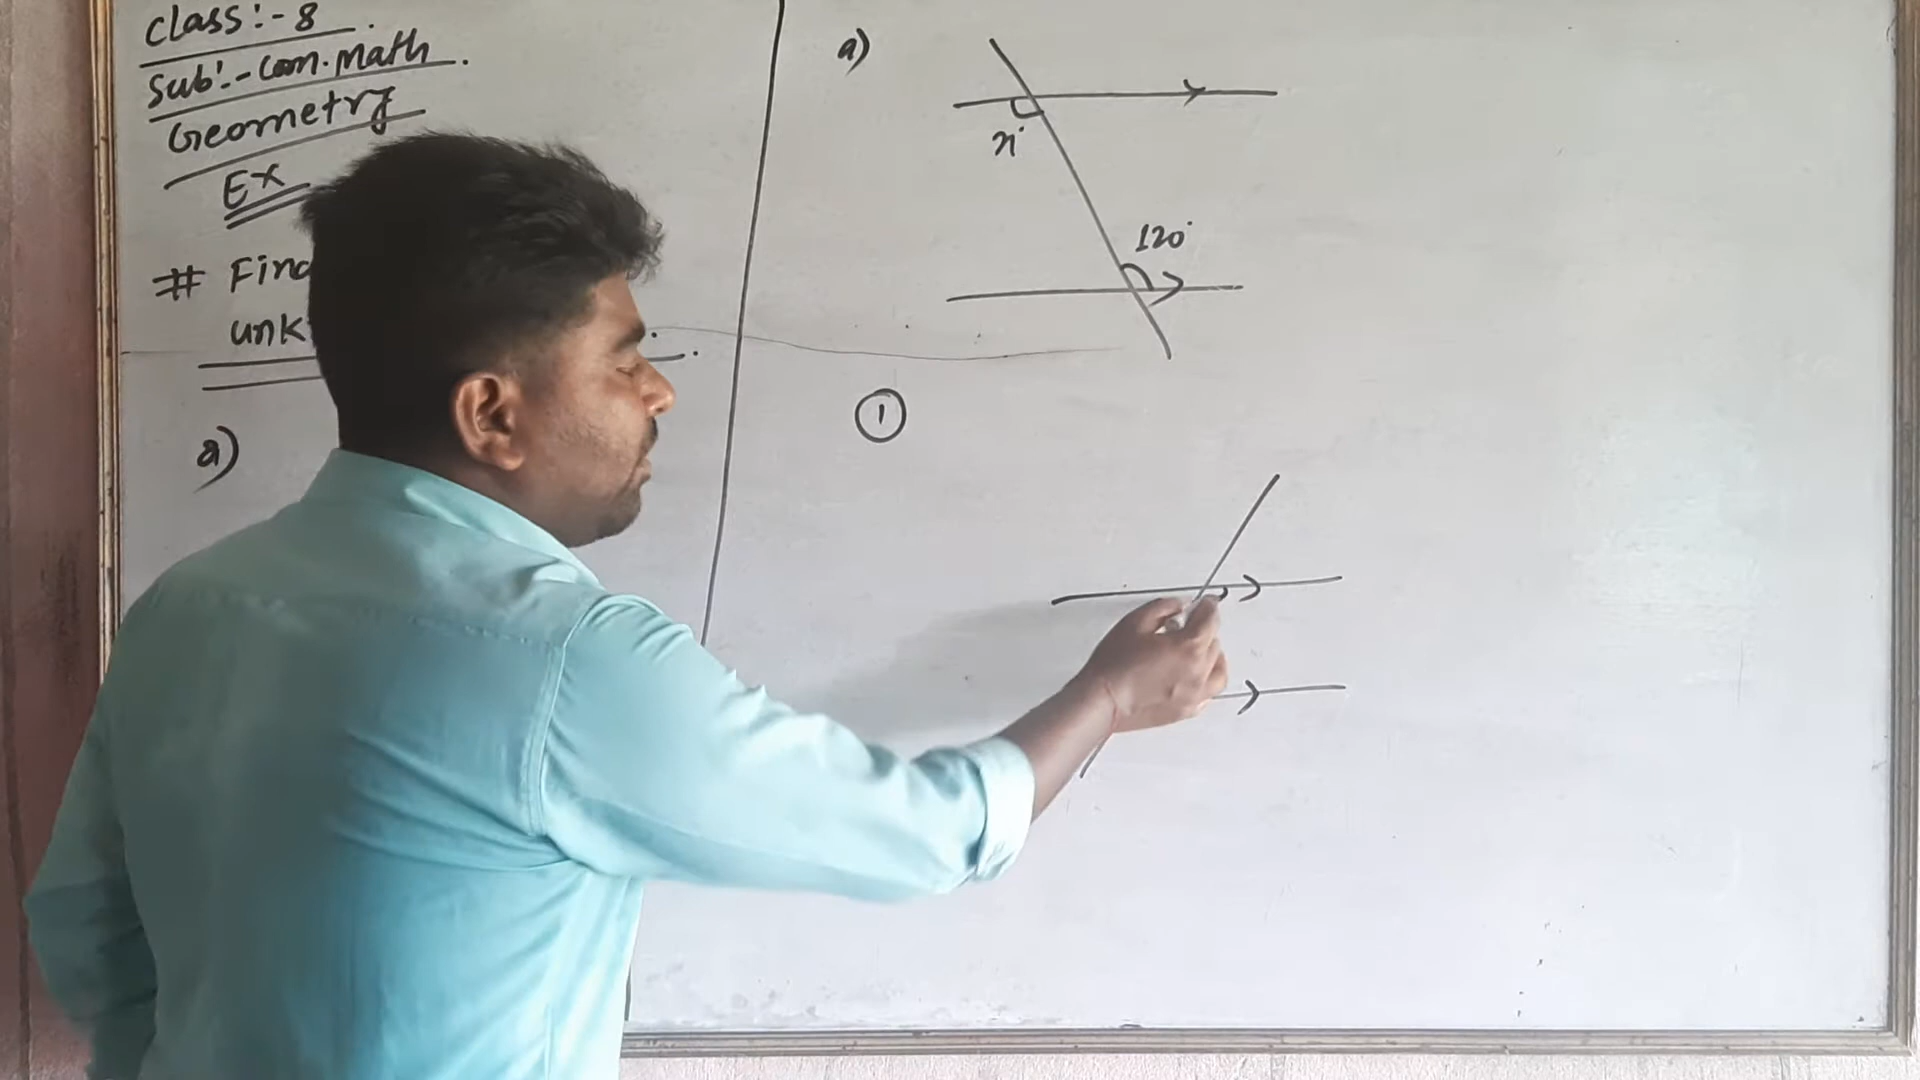 class:- 8.
Sub:- Com. Math.
Geometry
Ex
# Find
unk
a)
a)
x°
120°
1